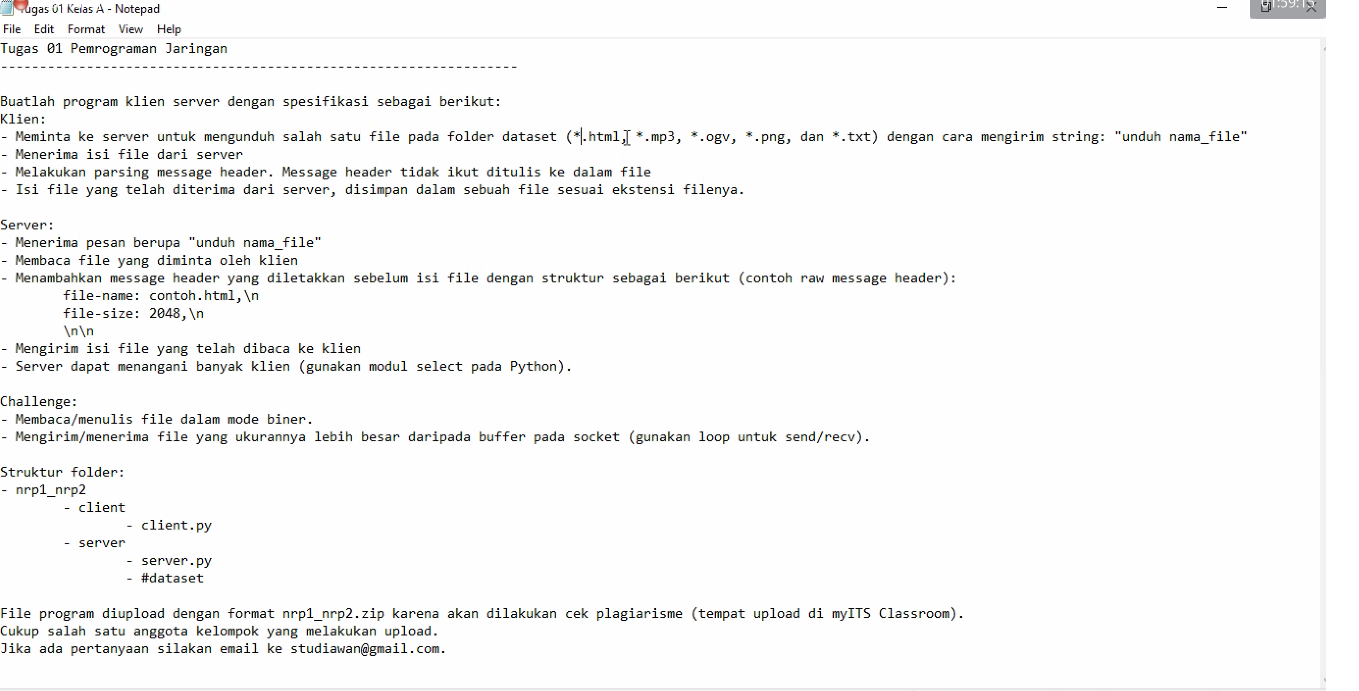 Tugas 01 Kelas A - Notepad
01:59:15
File Edit Format View Help
Tugas 01 Pemrograman Jaringan
------------------------------------------------------------------
Buatlah program klien server dengan spesifikasi sebagai berikut:
Klien:
- Meminta ke server untuk mengunduh salah satu file pada folder dataset (*.html, *.mp3, *.ogv, *.png, dan *.txt) dengan cara mengirim string: "unduh nama_file"
- Menerima isi file dari server
- Melakukan parsing message header. Message header tidak ikut ditulis ke dalam file
- Isi file yang telah diterima dari server, disimpan dalam sebuah file sesuai ekstensi filenya.
Server:
- Menerima pesan berupa "unduh nama_file"
- Membaca file yang diminta oleh klien
- Menambahkan message header yang diletakkan sebelum isi file dengan struktur sebagai berikut (contoh raw message header):
file-name: contoh.html,\n
file-size: 2048,\n
\n\n
- Mengirim isi file yang telah dibaca ke klien
- Server dapat menangani banyak klien (gunakan modul select pada Python).
Challenge:
- Membaca/menulis file dalam mode biner.
- Mengirim/menerima file yang ukurannya lebih besar daripada buffer pada socket (gunakan loop untuk send/recv).
Struktur folder:
- nrp1_nrp2
- client
- client.py
- server
- server.py
- #dataset
File program diupload dengan format nrp1_nrp2.zip karena akan dilakukan cek plagiarisme (tempat upload di myITS Classroom).
Cukup salah satu anggota kelompok yang melakukan upload.
Jika ada pertanyaan silakan email ke studiawan@gmail.com.